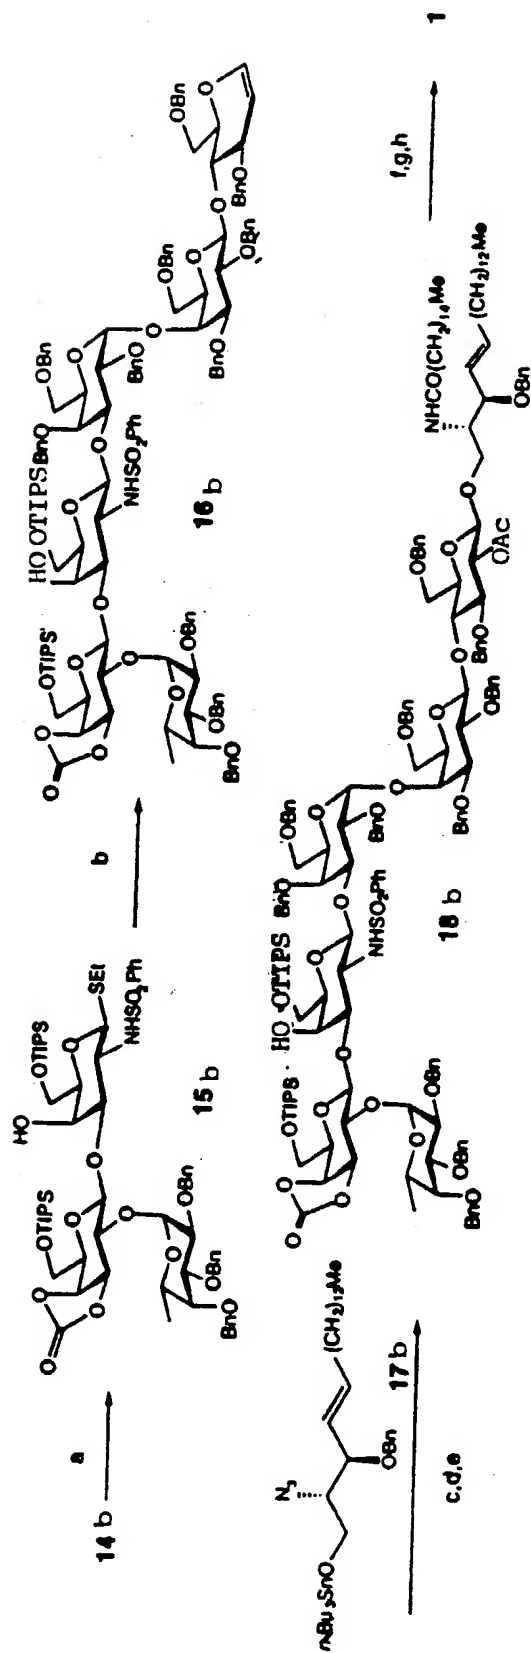 14 b
a
O
O
O
OTIPS
O
O
O
O
BnO
OBn
OBn
HO
OTIPS
O
SEt
NHSO2Ph
15 b
b
O
O
O
OTIPS'
O
O
O
O
BnO
OBn
OBn
HO OTIPS
O
NHSO2Ph
O
BnO
OBn
O
BnO
O
OBn
O
BnO
OBn
O
OBn
O
BnO
16 b
nBu3SnO
N3
OBn
(CH2)12Me
17 b
c,d,e
O
O
O
OTIPS
O
O
O
O
BnO
OBn
OBn
HO OTIPS
O
NHSO2Ph
O
BnO
OBn
O
BnO
O
OBn
O
BnO
OBn
O
OBn
O
BnO
OAc
O
NHCO(CH2)14Me
OBn
(CH2)12Me
18 b
f,g,h
1